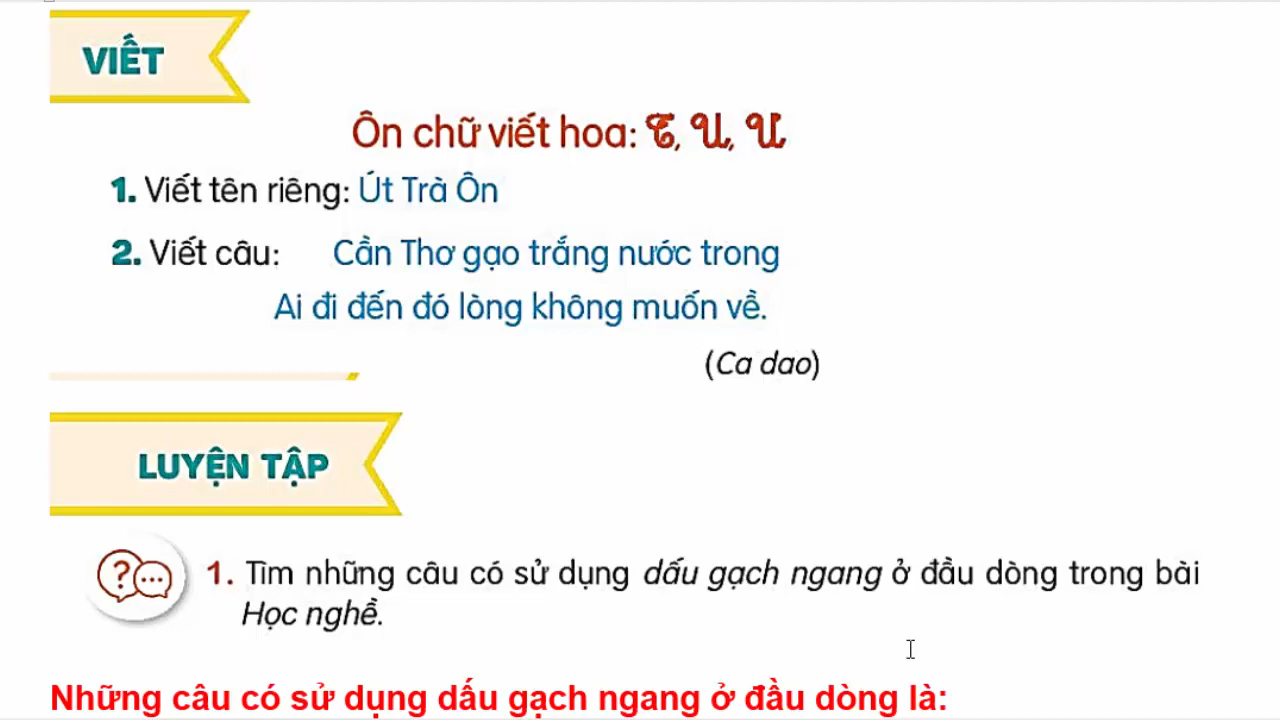 VIẾT
Ôn chữ viết hoa: T, U, Ư
1. Viết tên riêng: Út Trà Ôn
2. Viết câu: Cần Thơ gạo trắng nước trong
Ai đi đến đó lòng không muốn về.
(Ca dao)
LUYỆN TẬP
1. Tìm những câu có sử dụng dấu gạch ngang ở đầu dòng trong bài
Học nghề.
Những câu có sử dụng dấu gạch ngang ở đầu dòng là: